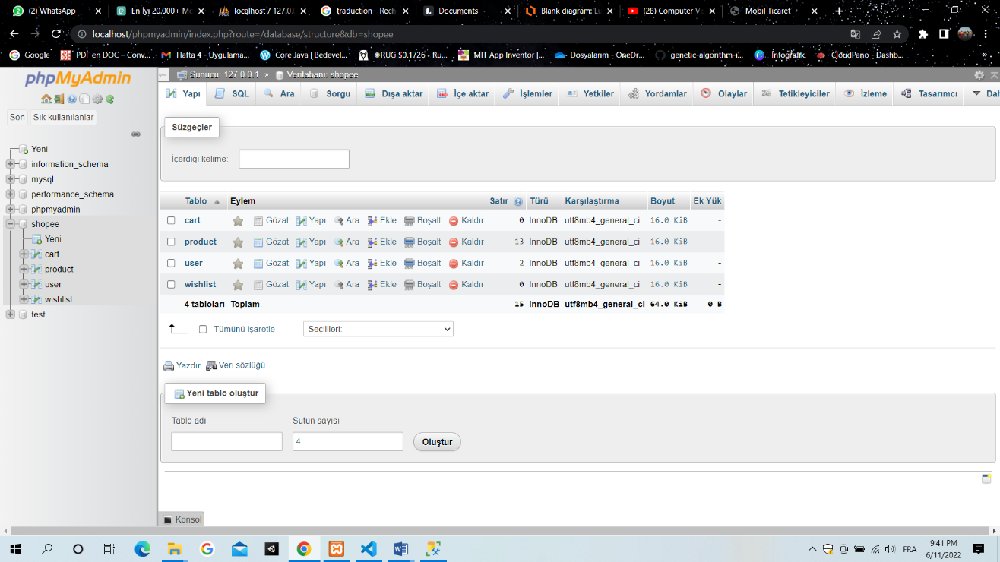 (2) WhatsApp
En İyi 20.000+ M
localhost / 127.0.
traduction - Rech
Documents
Blank diagram: Lu
(28) Computer Vi
Mobil Ticaret
localhost/phpmyadmin/index.php?route=/database/structure&db=shopee
Google
PDF en DOC – Conv...
Hafta 4 - Uygulama...
Core Java | Bedevel...
✺RUG $0.1726 - Ru...
MIT App Inventor |...
Dosyalarım - OneDr...
genetic-algorithm-i...
İnfografik
CloudPano - Dashb...
»
phpMyAdmin
Son
Sık kullanılanlar
Yeni
information_schema
mysql
performance_schema
phpmyadmin
shopee
Yeni
cart
product
user
wishlist
test
Sunucu: 127.0.0.1 » Veritabanı: shopee
Yapı
SQL
Ara
Sorgu
Dışa aktar
İçe aktar
İşlemler
Yetkiler
Yordamlar
Olaylar
Tetikleyiciler
İzleme
Tasarımcı
Dah
Süzgeçler
İçerdiği kelime:
Tablo Eylem Satır Türü Karşılaştırma Boyut Ek Yük
cart Gözat Yapı Ara Ekle Boşalt Kaldır 0 InnoDB utf8mb4_general_ci 16.0 KiB -
product Gözat Yapı Ara Ekle Boşalt Kaldır 13 InnoDB utf8mb4_general_ci 16.0 KiB -
user Gözat Yapı Ara Ekle Boşalt Kaldır 2 InnoDB utf8mb4_general_ci 16.0 KiB -
wishlist Gözat Yapı Ara Ekle Boşalt Kaldır 0 InnoDB utf8mb4_general_ci 16.0 KiB -
4 tabloları Toplam 15 InnoDB utf8mb4_general_ci 64.0 KiB 0 B
Tümünü işaretle
Seçilileri:
Yazdır
Veri sözlüğü
Yeni tablo oluştur
Tablo adı
Sütun sayısı
4
Oluştur
Konsol
FRA
9:41 PM
6/11/2022